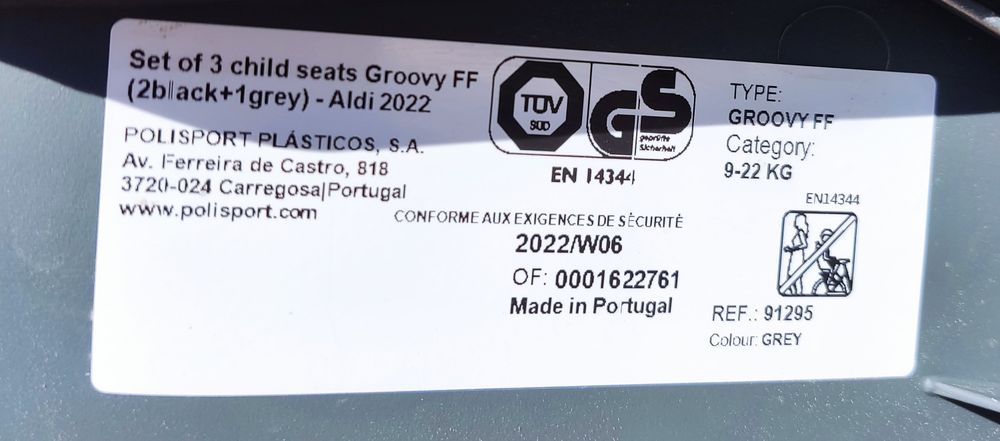 Set of 3 child seats Groovy FF
(2black+1grey) - Aldi 2022
POLISPORT PLÁSTICOS, S.A.
Av. Ferreira de Castro, 818
3720-024 Carregosa|Portugal
www.polisport.com
TÜV
SÜD
GS
geprüfte
Sicherheit
EN 14344
CONFORME AUX EXIGENCES DE SÈCURITÉ
2022/W06
OF: 0001622761
Made in Portugal
TYPE:
GROOVY FF
Category:
9-22 KG
EN14344
REF.: 91295
Colour: GREY